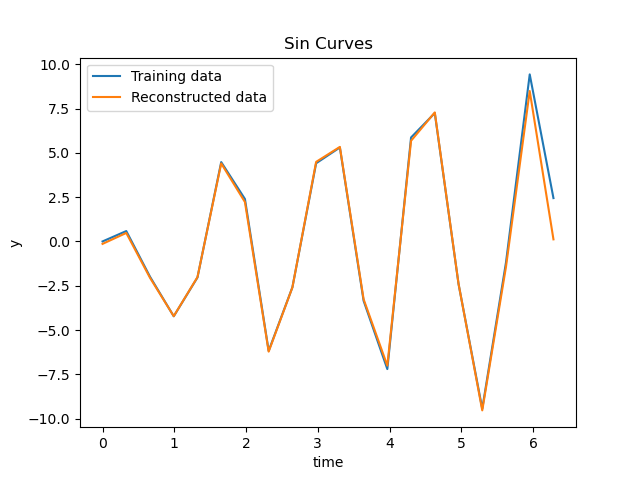 Sin Curves
Training data
Reconstructed data
10.0
7.5
5.0
2.5
0.0
−2.5
−5.0
−7.5
−10.0
y
0 1 2 3 4 5 6
time